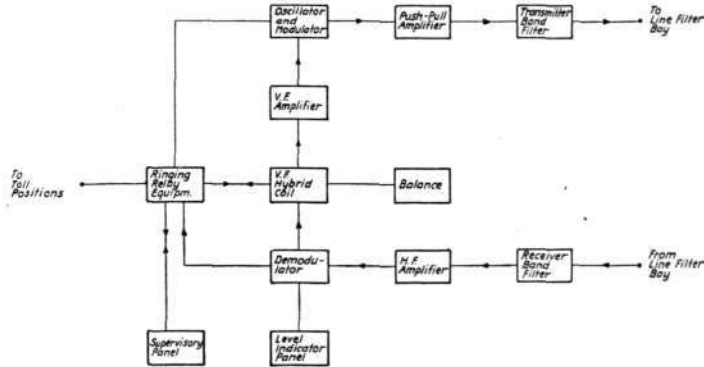 Oscillator
and
Modulator
Push-Pull
Amplifier
Transmitter
Band
Filter
To
Line Filter
Bay
V.F.
Amplifier
To
Toll
Positions
Ringing
Relay
Equipm.
V.F.
Hybrid
Coil
Balance
Demodu-
lator
H.F.
Amplifier
Receiver
Band
Filter
From
Line Filter
Bay
Supervisory
Panel
Level
Indicator
Panel